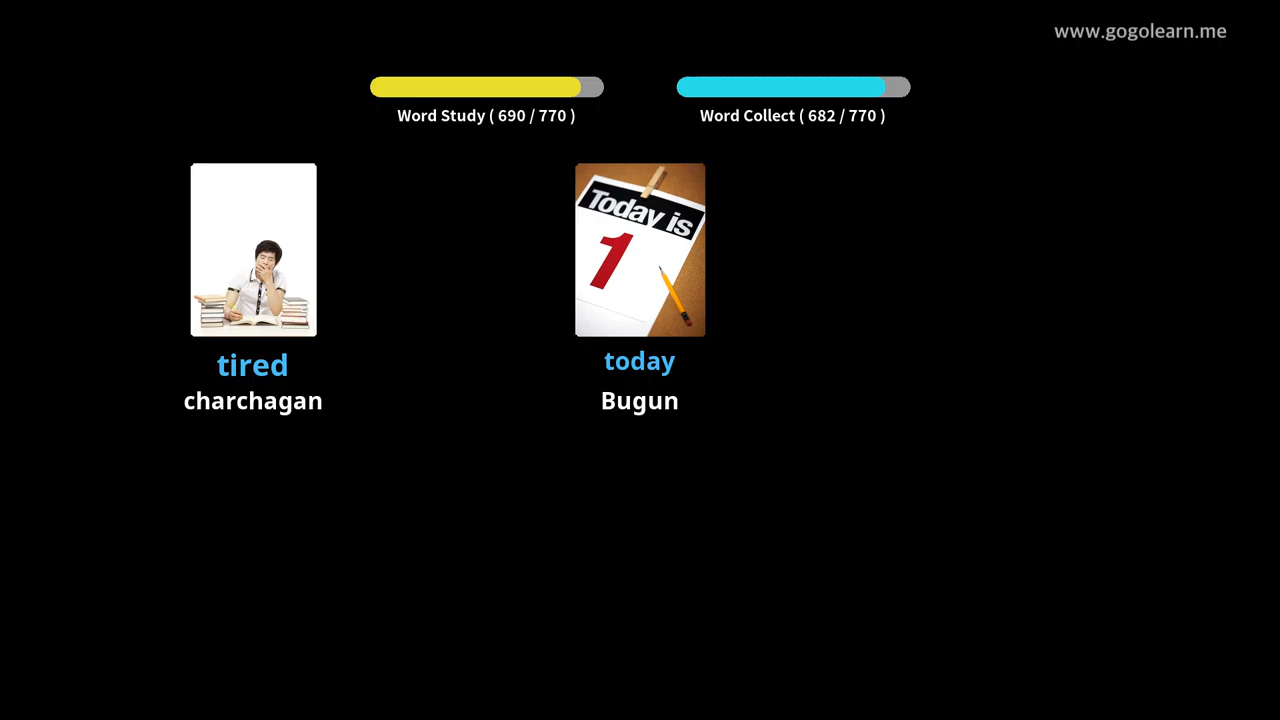 www.gogolearn.me
Word Study ( 690 / 770 )
Word Collect ( 682 / 770 )
Today is
1
tired
today
charchagan
Bugun